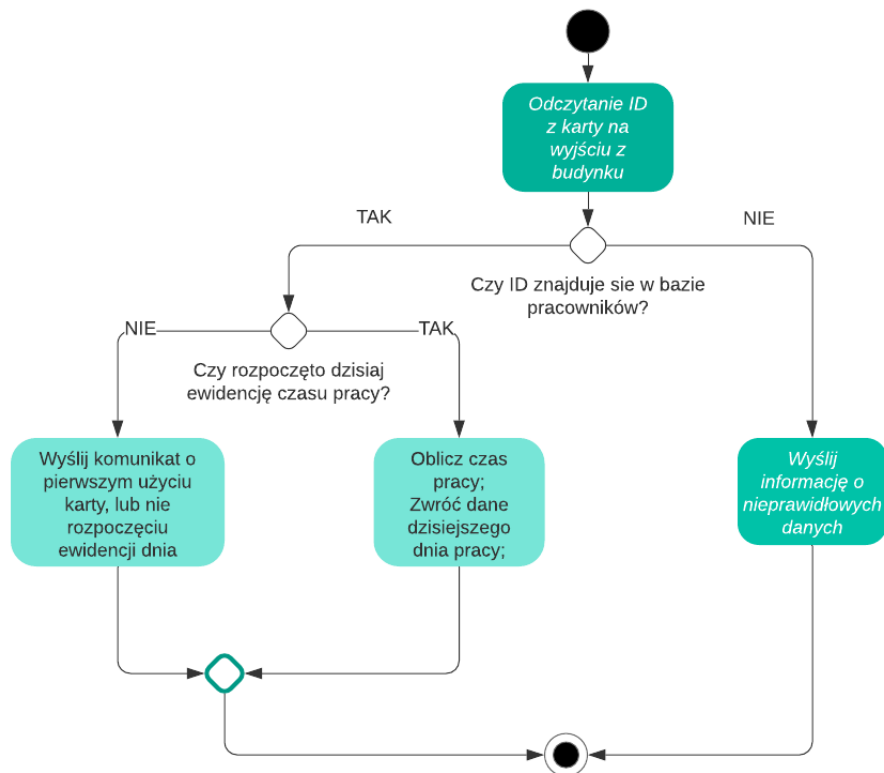 Odczytanie ID
z karty na
wyjściu z
budynku
TAK
NIE
Czy ID znajduje sie w bazie
pracowników?
NIE
TAK
Czy rozpoczęto dzisiaj
ewidencję czasu pracy?
Wyślij komunikat o
pierwszym użyciu
karty, lub nie
rozpoczęciu
ewidencji dnia
Oblicz czas
pracy;
Zwróć dane
dzisiejszego
dnia pracy;
Wyślij
informację o
nieprawidłowych
danych